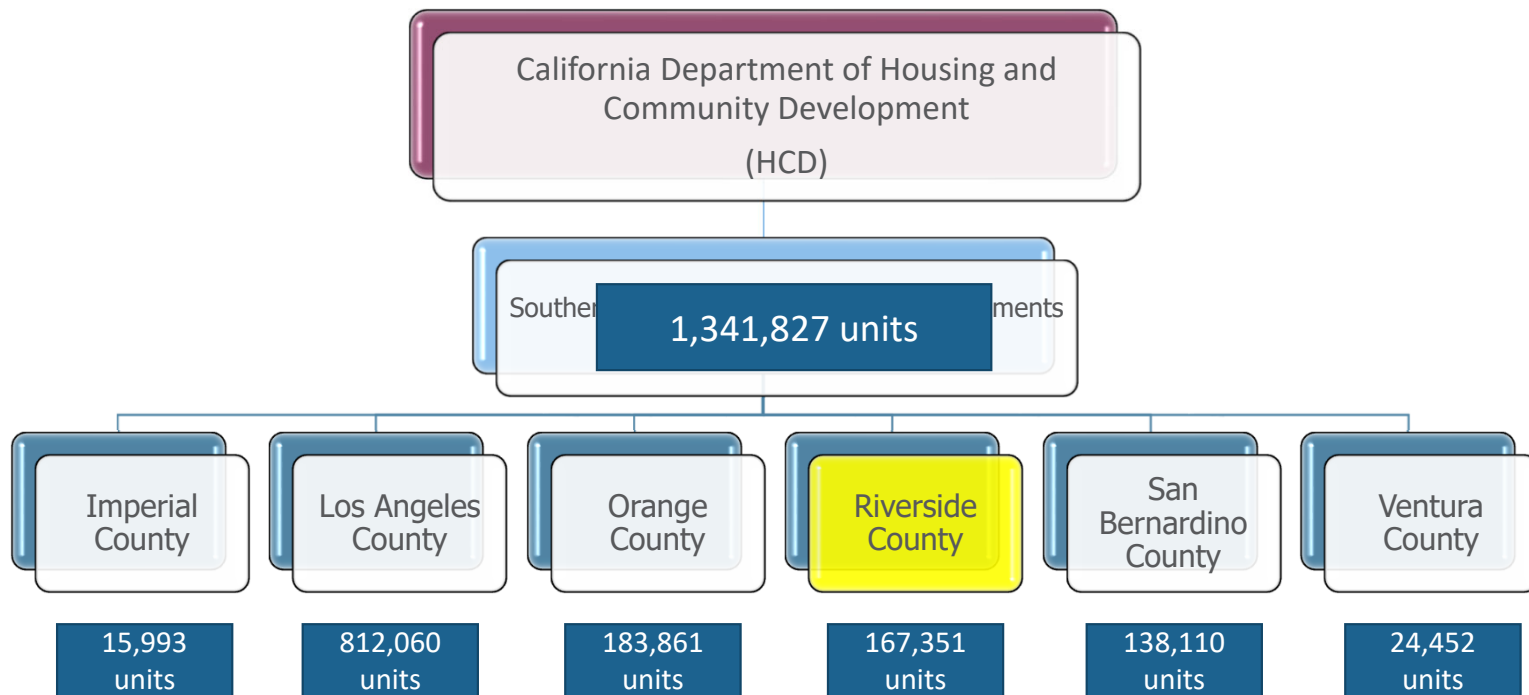 California Department of Housing and
Community Development
(HCD)
1,341,827 units
Imperial
County
Los Angeles
County
Orange
County
Riverside
County
San
Bernardino
County
Ventura
County
15,993
units
812,060
units
183,861
units
167,351
units
138,110
units
24,452
units